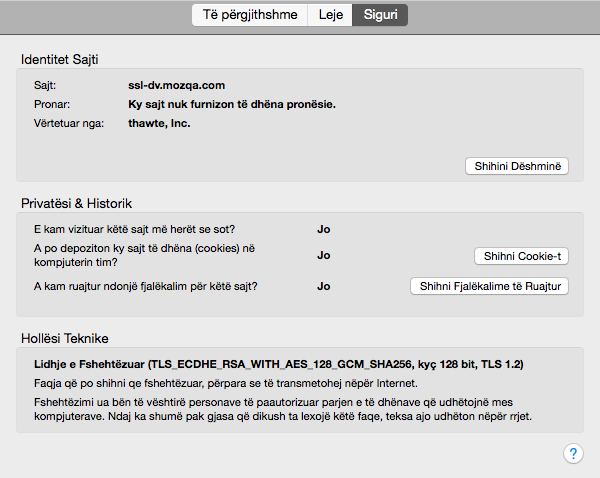 Të përgjithshme Leje Siguri
Identitet Sajti
Sajt: ssl-dv.mozqa.com
Pronar: Ky sajt nuk furnizon të dhëna pronësie.
Vërtetuar nga: thawte, Inc.
Shihini Dëshminë
Privatësi & Historik
E kam vizituar këtë sajt më herët se sot? Jo
A po depoziton ky sajt të dhëna (cookies) në
kompjuterin tim? Jo Shihni Cookie-t
A kam ruajtur ndonjë fjalëkalim për këtë sajt? Jo Shihni Fjalëkalime të Ruajtur
Hollësi Teknike
Lidhje e Fshehtëzuar (TLS_ECDHE_RSA_WITH_AES_128_GCM_SHA256, kyç 128 bit, TLS 1.2)
Faqja që po shihni qe fshehtëzuar, përpara se të transmetohej nëpër Internet.
Fshehtëzimi ua bën të vështirë personave të paautorizuar parjen e të dhënave që udhëtojnë mes
kompjuterave. Ndaj ka shumë pak gjasa që dikush ta lexojë këtë faqe, teksa ajo udhëton nëpër rrjet.
?